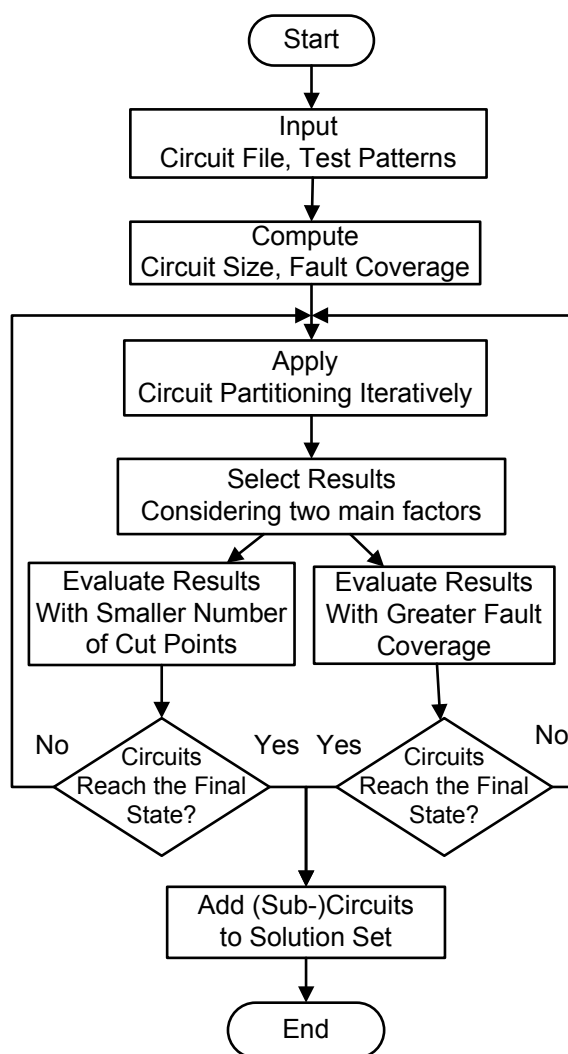 Start
Input
Circuit File, Test Patterns
Compute
Circuit Size, Fault Coverage
Apply
Circuit Partitioning Iteratively
Select Results
Considering two main factors
Evaluate Results
With Smaller Number
of Cut Points
Evaluate Results
With Greater Fault
Coverage
No
Circuits
Reach the Final
State?
Yes
Yes
Circuits
Reach the Final
State?
No
Add (Sub-)Circuits
to Solution Set
End